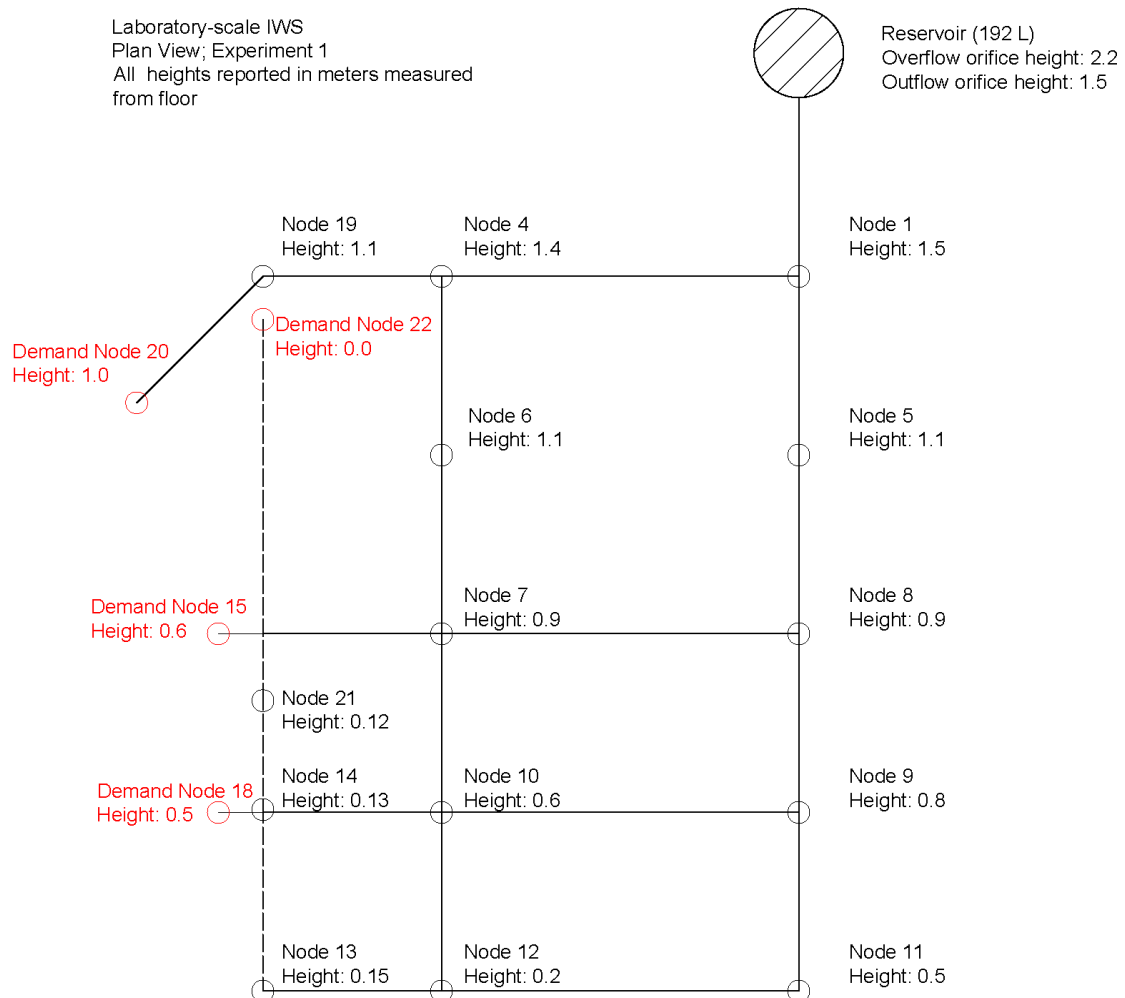 Laboratory-scale IWS
Plan View; Experiment 1
All heights reported in meters measured
from floor
Reservoir (192 L)
Overflow orifice height: 2.2
Outflow orifice height: 1.5
Node 19
Height: 1.1
Node 4
Height: 1.4
Node 1
Height: 1.5
Demand Node 22
Height: 0.0
Demand Node 20
Height: 1.0
Node 6
Height: 1.1
Node 5
Height: 1.1
Demand Node 15
Height: 0.6
Node 7
Height: 0.9
Node 8
Height: 0.9
Node 21
Height: 0.12
Demand Node 18
Height: 0.5
Node 14
Height: 0.13
Node 10
Height: 0.6
Node 9
Height: 0.8
Node 13
Height: 0.15
Node 12
Height: 0.2
Node 11
Height: 0.5